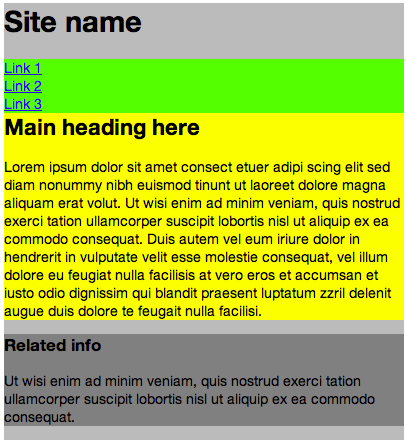 Site name
Link 1
Link 2
Link 3
Main heading here
Lorem ipsum dolor sit amet consect etuer adipi scing elit sed
diam nonummy nibh euismod tinunt ut laoreet dolore magna
aliquam erat volut. Ut wisi enim ad minim veniam, quis nostrud
exerci tation ullamcorper suscipit lobortis nisl ut aliquip ex ea
commodo consequat. Duis autem vel eum iriure dolor in
hendrerit in vulputate velit esse molestie consequat, vel illum
dolore eu feugiat nulla facilisis at vero eros et accumsan et
iusto odio dignissim qui blandit praesent luptatum zzril delenit
augue duis dolore te feugait nulla facilisi.
Related info
Ut wisi enim ad minim veniam, quis nostrud exerci tation
ullamcorper suscipit lobortis nisl ut aliquip ex ea commodo
consequat.